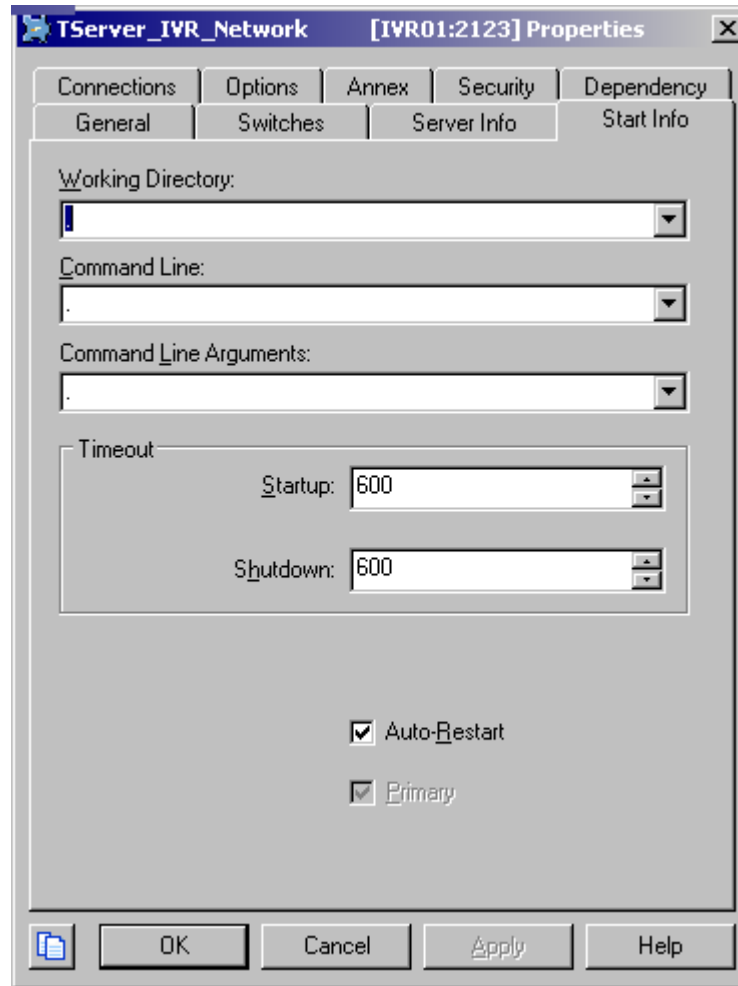 TServer_IVR_Network [IVR01:2123] Properties
Connections Options Annex Security Dependency
General Switches Server Info Start Info
Working Directory:
.
Command Line:
.
Command Line Arguments:
.
Timeout
Startup: 600
Shutdown: 600
Auto-Restart
Primary
OK Cancel Apply Help